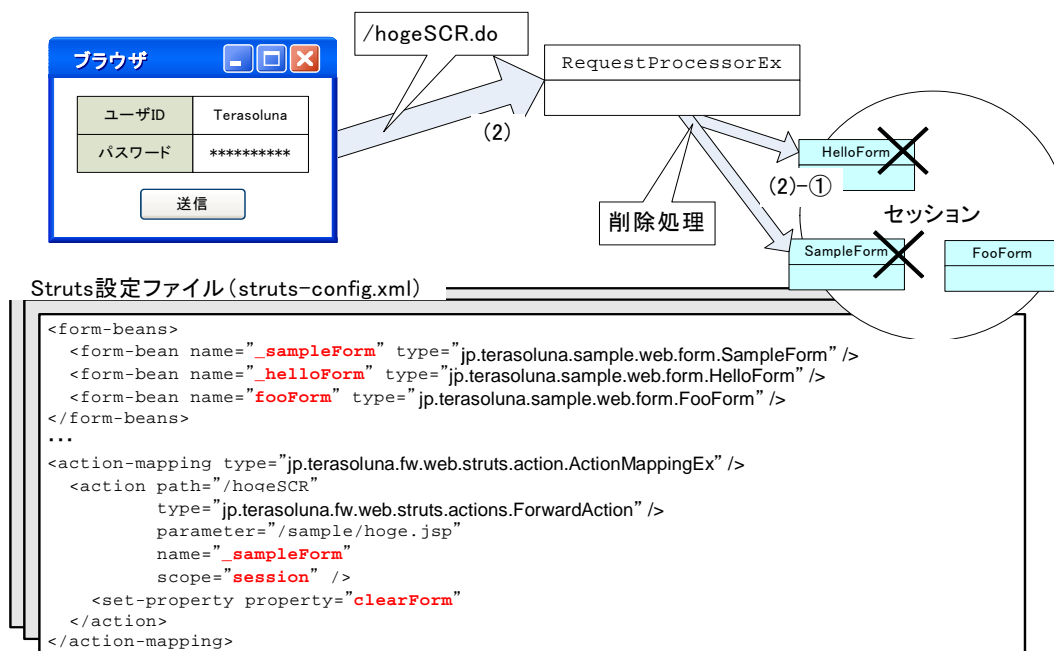 /hogeSCR.do
ブラウザ
RequestProcessorEx
ユーザID
Terasoluna
パスワード
**********
(2)
送信
HelloForm
(2)-①
削除処理
セッション
SampleForm
FooForm
Struts設定ファイル(struts-config.xml)
<form-beans>
<form-bean name="_sampleForm" type="jp.terasoluna.sample.web.form.SampleForm" />
<form-bean name="_helloForm" type="jp.terasoluna.sample.web.form.HelloForm" />
<form-bean name="fooForm" type="jp.terasoluna.sample.web.form.FooForm" />
</form-beans>
・・・
<action-mapping type="jp.terasoluna.fw.web.struts.action.ActionMappingEx" />
<action path="/hogeSCR"
type="jp.terasoluna.fw.web.struts.actions.ForwardAction" />
parameter="/sample/hoge.jsp"
name="_sampleForm"
scope="session" />
<set-property property="clearForm"
</action>
</action-mapping>